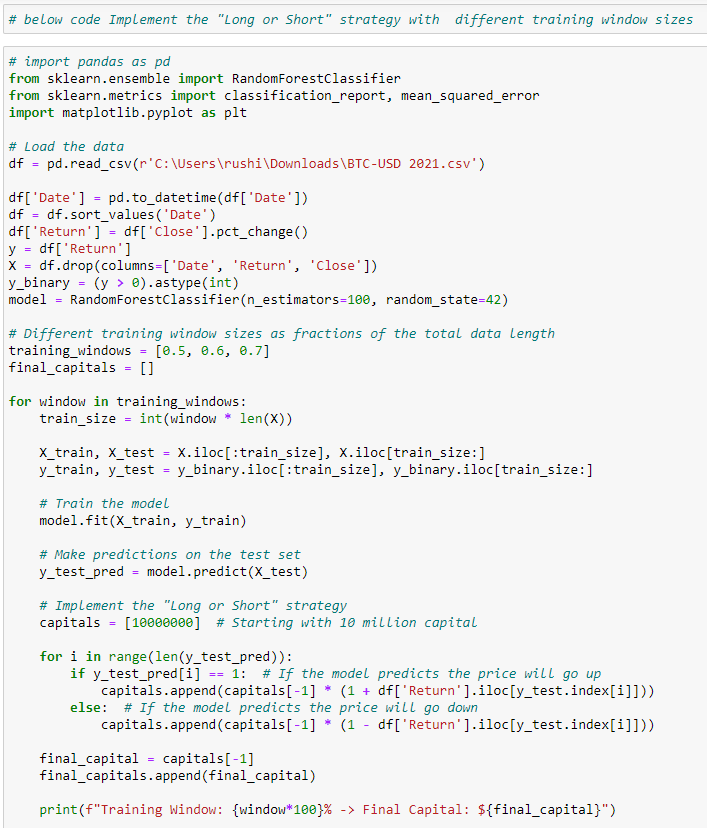 # below code Implement the "Long or Short" strategy with  different training window sizes
# import pandas as pd
from sklearn.ensemble import RandomForestClassifier
from sklearn.metrics import classification_report, mean_squared_error
import matplotlib.pyplot as plt

# Load the data
df = pd.read_csv(r'C:\Users\rushi\Downloads\BTC-USD 2021.csv')

df['Date'] = pd.to_datetime(df['Date'])
df = df.sort_values('Date')
df['Return'] = df['Close'].pct_change()
y = df['Return']
X = df.drop(columns=['Date', 'Return', 'Close'])
y_binary = (y > 0).astype(int)
model = RandomForestClassifier(n_estimators=100, random_state=42)

# Different training window sizes as fractions of the total data length
training_windows = [0.5, 0.6, 0.7]
final_capitals = []

for window in training_windows:
    train_size = int(window * len(X))

    X_train, X_test = X.iloc[:train_size], X.iloc[train_size:]
    y_train, y_test = y_binary.iloc[:train_size], y_binary.iloc[train_size:]

    # Train the model
    model.fit(X_train, y_train)

    # Make predictions on the test set
    y_test_pred = model.predict(X_test)

    # Implement the "Long or Short" strategy
    capitals = [10000000]  # Starting with 10 million capital

    for i in range(len(y_test_pred)):
        if y_test_pred[i] == 1:  # If the model predicts the price will go up
            capitals.append(capitals[-1] * (1 + df['Return'].iloc[y_test.index[i]]))
        else:  # If the model predicts the price will go down
            capitals.append(capitals[-1] * (1 - df['Return'].iloc[y_test.index[i]]))

    final_capital = capitals[-1]
    final_capitals.append(final_capital)

    print(f"Training Window: {window*100}% -> Final Capital: ${final_capital}")